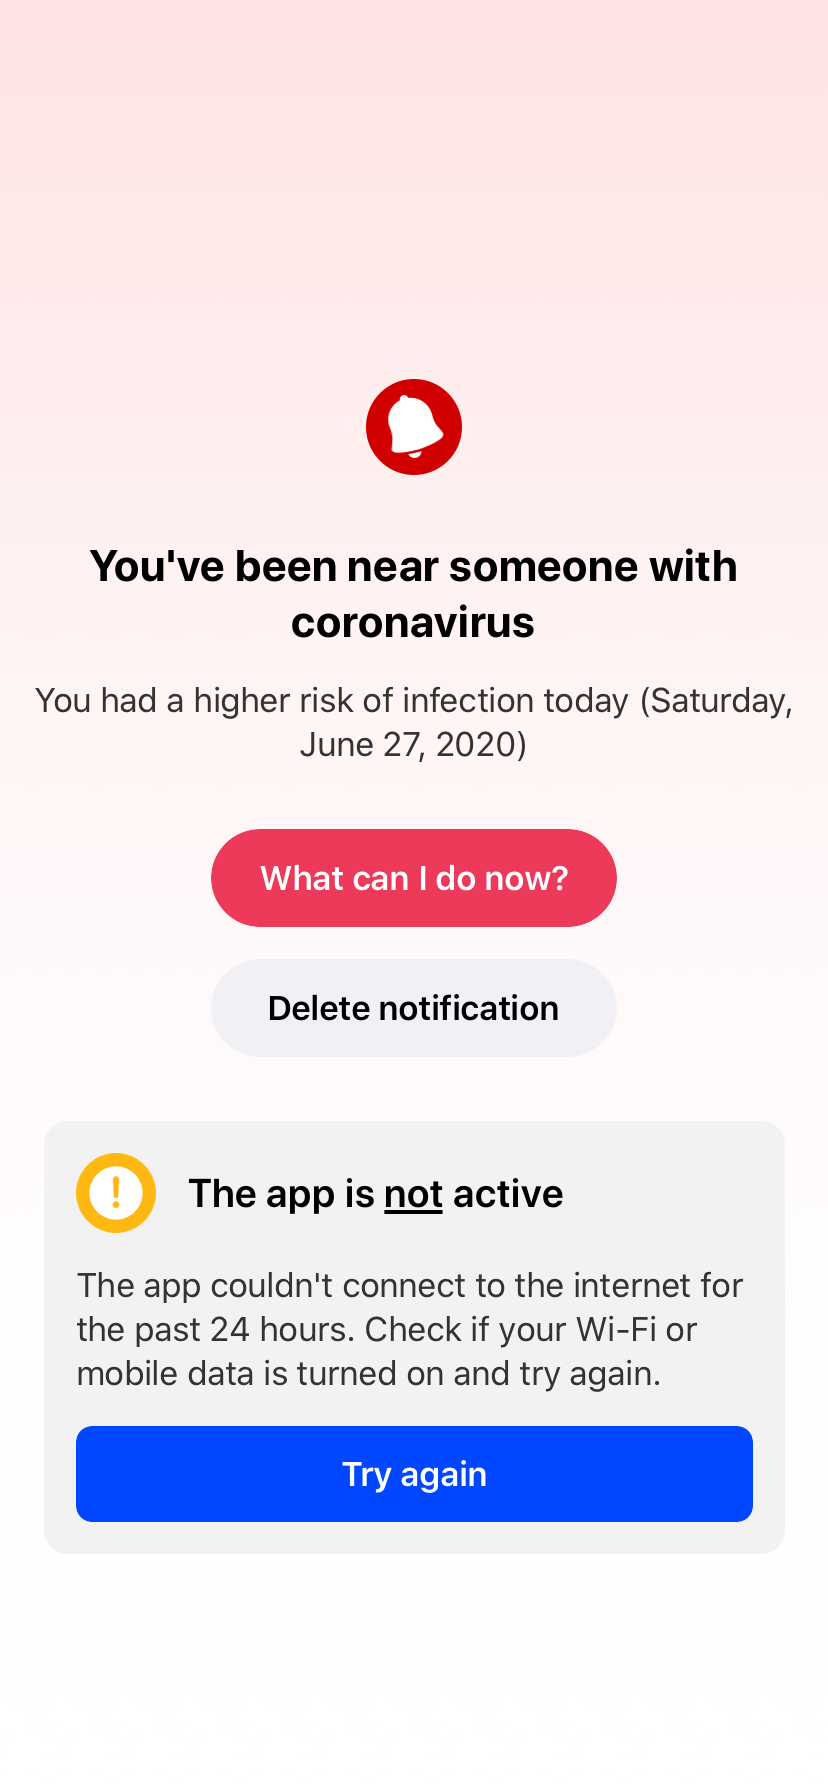 You've been near someone with
coronavirus
You had a higher risk of infection today (Saturday,
June 27, 2020)
What can I do now?
Delete notification
The app is not active
The app couldn't connect to the internet for
the past 24 hours. Check if your Wi-Fi or
mobile data is turned on and try again.
Try again